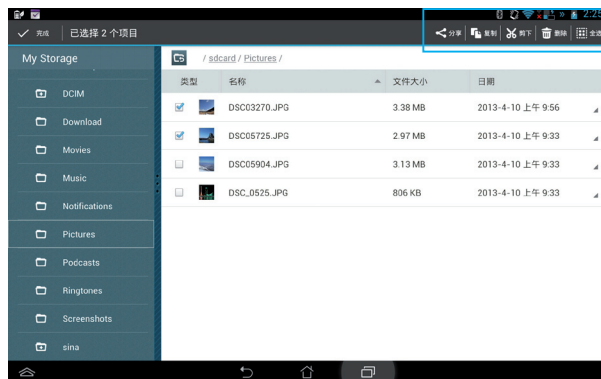 2:25
完成 已选择 2 个项目 分享 复制 剪下 删除 全选
My Storage
/ sdcard / Pictures /
类型 名称 文件大小 日期
DCIM
DSC03270.JPG 3.38 MB 2013-4-10 上午 9:56
Download
DSC05725.JPG 2.97 MB 2013-4-10 上午 9:33
Movies
DSC05904.JPG 3.13 MB 2013-4-10 上午 9:33
Music
DSC_0525.JPG 806 KB 2013-4-10 上午 9:33
Notifications
Pictures
Podcasts
Ringtones
Screenshots
sina